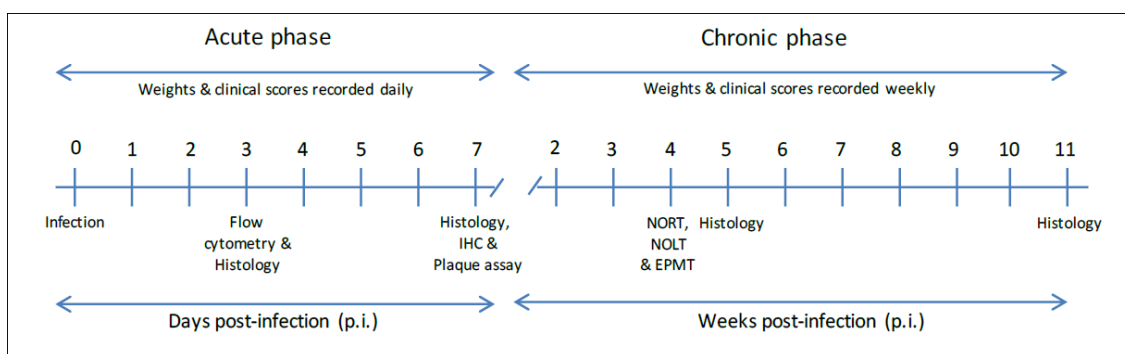 Acute phase
Chronic phase
Weights & clinical scores recorded daily
Weights & clinical scores recorded weekly
0 1 2 3 4 5 6 7
2 3 4 5 6 7 8 9 10 11
Infection
Flow
cytometry &
Histology
Histology,
IHC &
Plaque assay
NORT,
NOLT
& EPMT
Histology
Histology
Days post-infection (p.i.)
Weeks post-infection (p.i.)